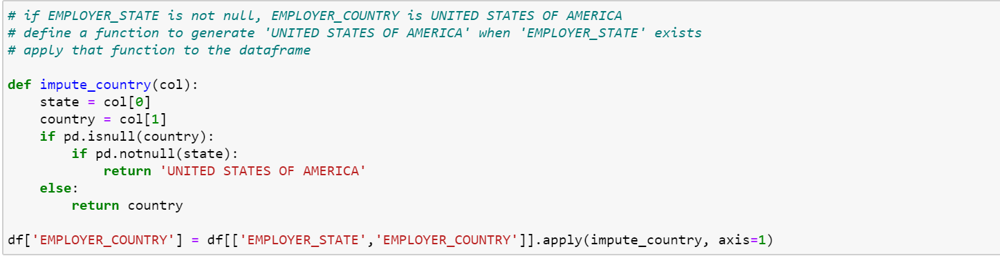 # if EMPLOYER_STATE is not null, EMPLOYER_COUNTRY is UNITED STATES OF AMERICA
# define a function to generate 'UNITED STATES OF AMERICA' when 'EMPLOYER_STATE' exists
# apply that function to the dataframe

def impute_country(col):
    state = col[0]
    country = col[1]
    if pd.isnull(country):
        if pd.notnull(state):
            return 'UNITED STATES OF AMERICA'
    else:
        return country

df['EMPLOYER_COUNTRY'] = df[['EMPLOYER_STATE','EMPLOYER_COUNTRY']].apply(impute_country, axis=1)